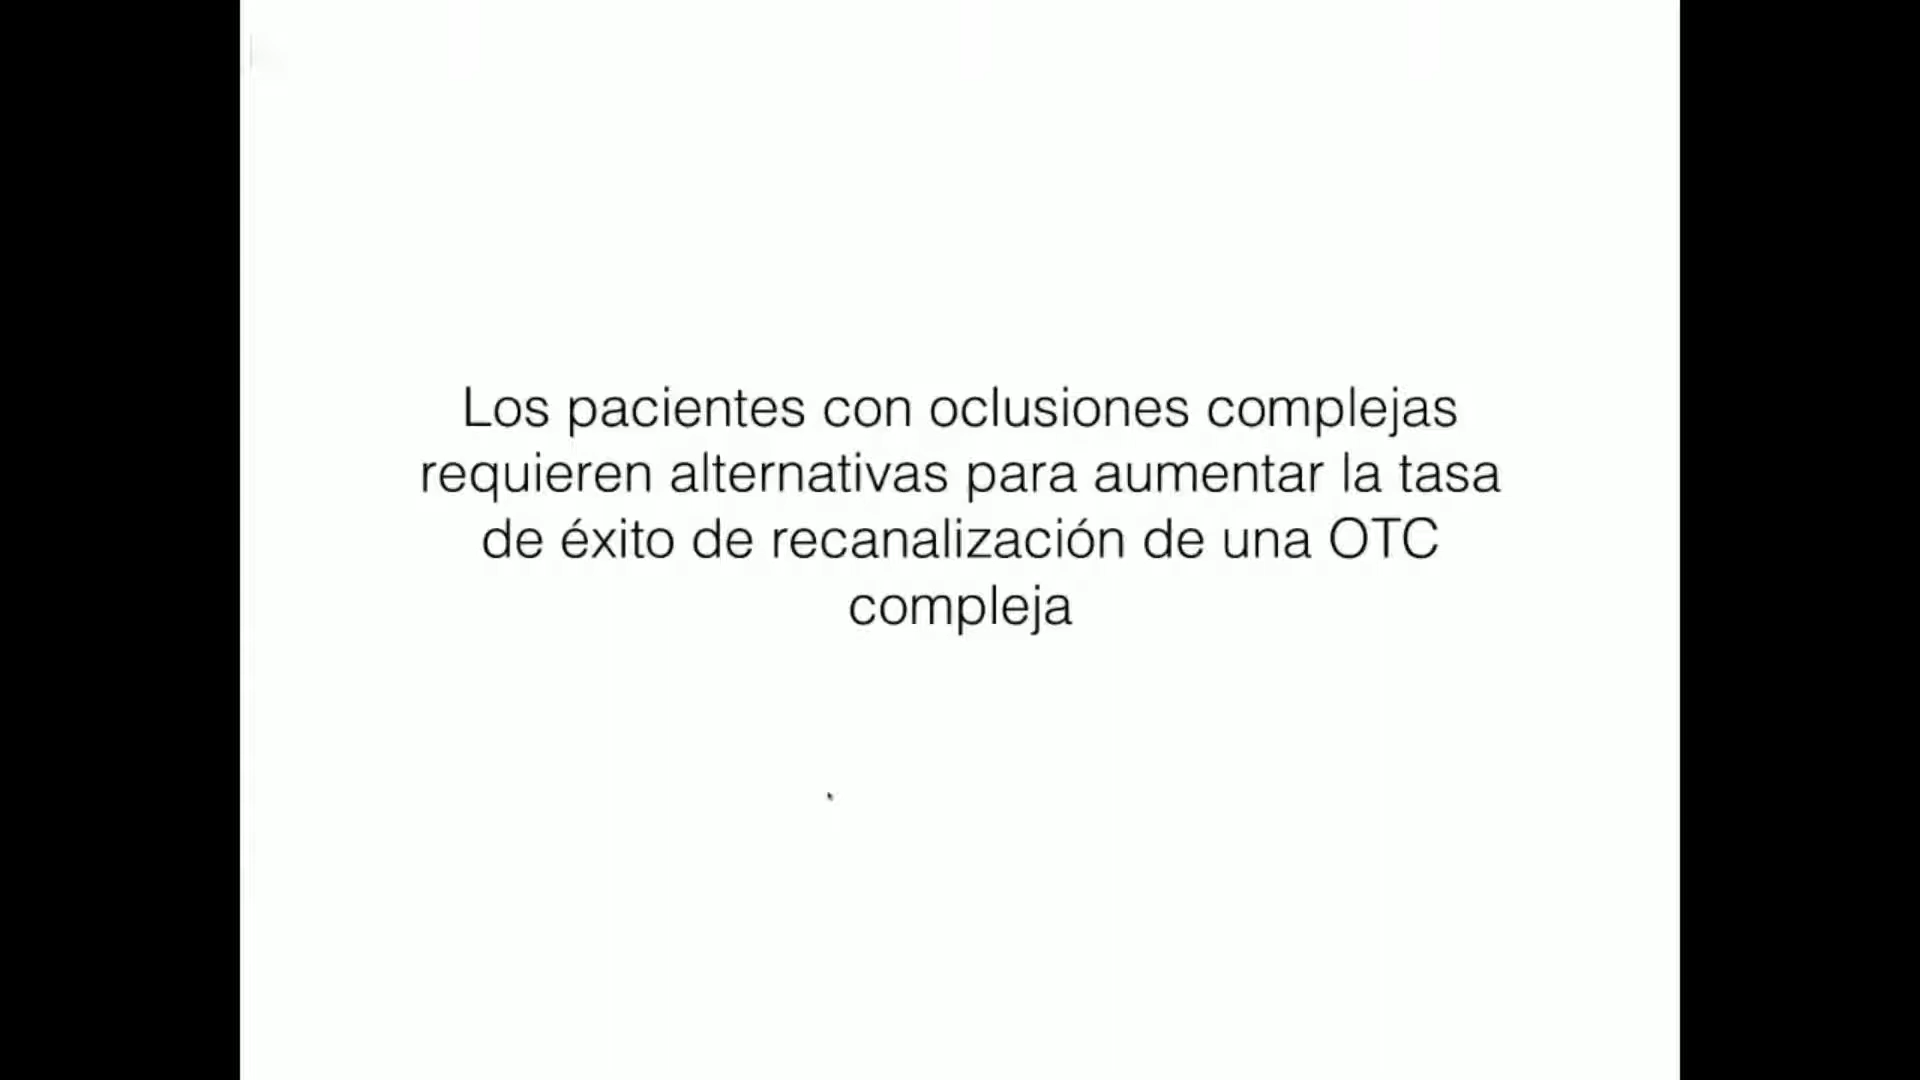 Los pacientes con oclusiones complejas
requieren alternativas para aumentar la tasa
de éxito de recanalización de una OTC
compleja